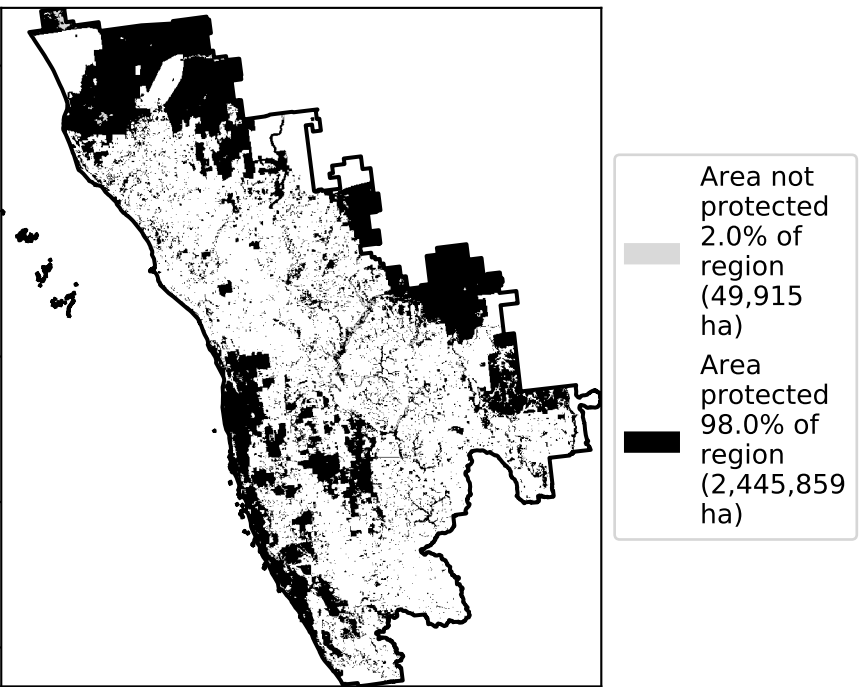 Area not
protected
2.0% of
region
(49,915
ha)
Area
protected
98.0% of
region
(2,445,859
ha)